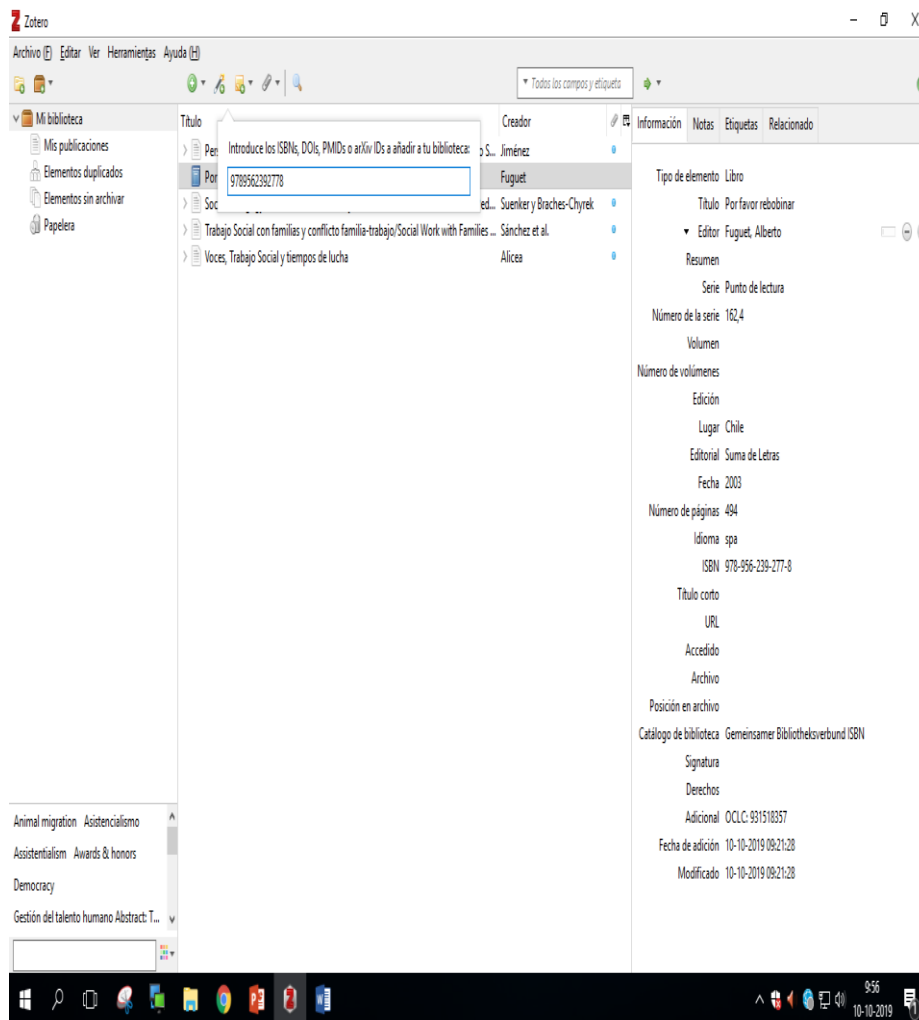 Zotero
Archivo (F) Editar Ver Herramientas Ayuda (H)
Todos los campos y etiqueta
Mi biblioteca
Mis publicaciones
Elementos duplicados
Elementos sin archivar
Papelera
Título Creador
Introduce los ISBNs, DOIs, PMIDs o arXiv IDs a añadir a tu biblioteca:
9789562392778
Per o S... Jiménez
Por Fuguet
Soc ed... Suenker y Braches-Chyrek
Trabajo Social con familias y conflicto familia-trabajo/Social Work with Families ... Sánchez et al.
Voces, Trabajo Social y tiempos de lucha Alicea
Información Notas Etiquetas Relacionado
Tipo de elemento Libro
Título Por favor rebobinar
Editor Fuguet, Alberto
Resumen
Serie Punto de lectura
Número de la serie 162,4
Volumen
Número de volúmenes
Edición
Lugar Chile
Editorial Suma de Letras
Fecha 2003
Número de páginas 494
Idioma spa
ISBN 978-956-239-277-8
Título corto
URL
Accedido
Archivo
Posición en archivo
Catálogo de biblioteca Gemeinsamer Bibliotheksverbund ISBN
Signatura
Derechos
Adicional OCLC: 931518357
Fecha de adición 10-10-2019 09:21:28
Modificado 10-10-2019 09:21:28
Animal migration Asistencialismo
Assistentialism Awards & honors
Democracy
Gestión del talento humano Abstract: T...
9:56
10-10-2019